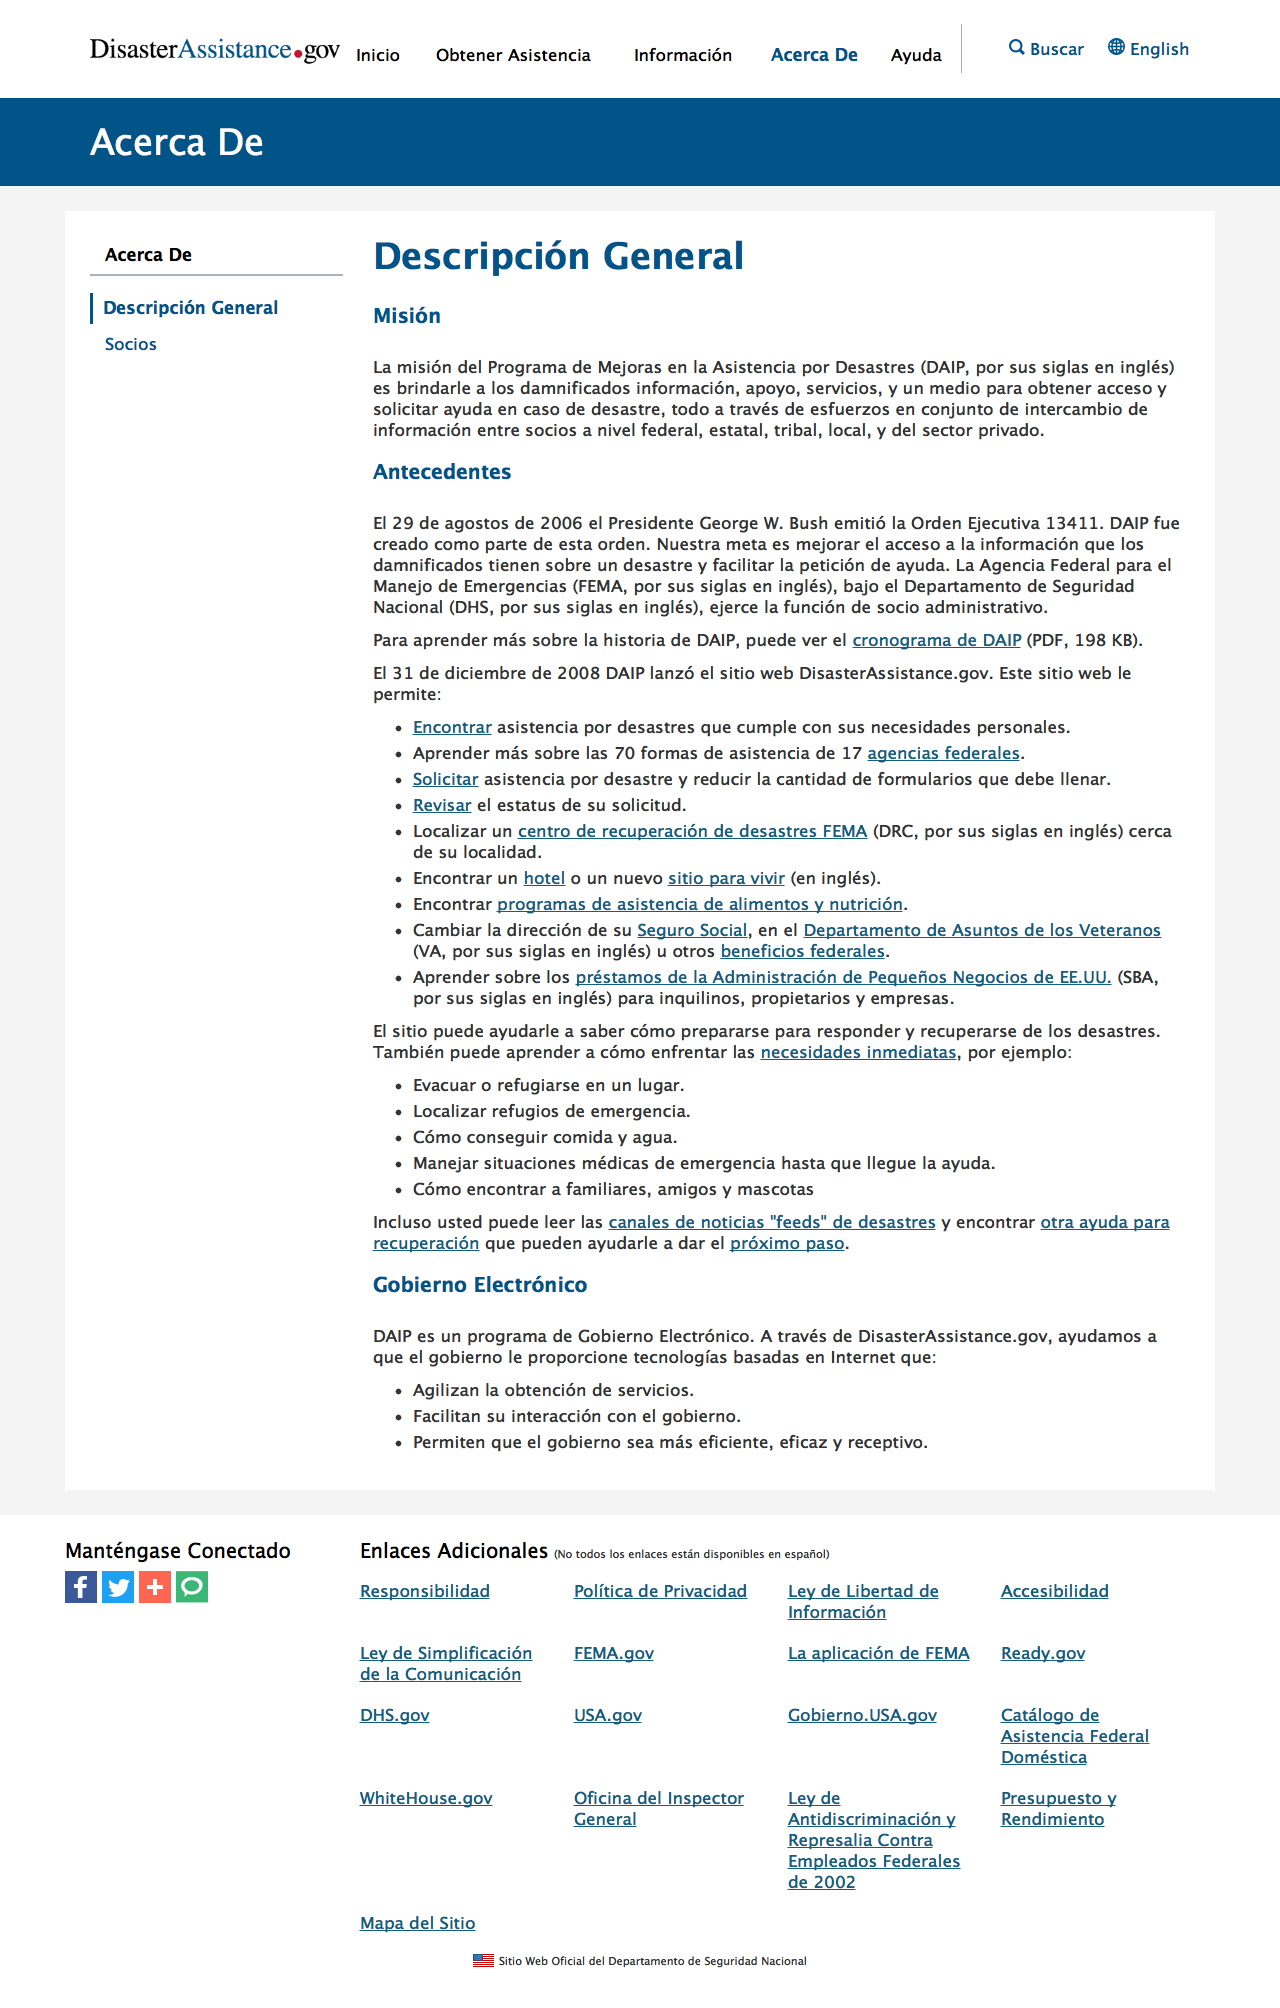 DisasterAssistance.gov
Inicio
Obtener Asistencia
Información
Acerca De
Ayuda
Buscar
English
Acerca De
Acerca De
Descripción General
Socios
Descripción General
Misión
La misión del Programa de Mejoras en la Asistencia por Desastres (DAIP, por sus siglas en inglés)
es brindarle a los damnificados información, apoyo, servicios, y un medio para obtener acceso y
solicitar ayuda en caso de desastre, todo a través de esfuerzos en conjunto de intercambio de
información entre socios a nivel federal, estatal, tribal, local, y del sector privado.
Antecedentes
El 29 de agostos de 2006 el Presidente George W. Bush emitió la Orden Ejecutiva 13411. DAIP fue
creado como parte de esta orden. Nuestra meta es mejorar el acceso a la información que los
damnificados tienen sobre un desastre y facilitar la petición de ayuda. La Agencia Federal para el
Manejo de Emergencias (FEMA, por sus siglas en inglés), bajo el Departamento de Seguridad
Nacional (DHS, por sus siglas en inglés), ejerce la función de socio administrativo.
Para aprender más sobre la historia de DAIP, puede ver el cronograma de DAIP (PDF, 198 KB).
El 31 de diciembre de 2008 DAIP lanzó el sitio web DisasterAssistance.gov. Este sitio web le
permite:
• Encontrar asistencia por desastres que cumple con sus necesidades personales.
• Aprender más sobre las 70 formas de asistencia de 17 agencias federales.
• Solicitar asistencia por desastre y reducir la cantidad de formularios que debe llenar.
• Revisar el estatus de su solicitud.
• Localizar un centro de recuperación de desastres FEMA (DRC, por sus siglas en inglés) cerca
de su localidad.
• Encontrar un hotel o un nuevo sitio para vivir (en inglés).
• Encontrar programas de asistencia de alimentos y nutrición.
• Cambiar la dirección de su Seguro Social, en el Departamento de Asuntos de los Veteranos
(VA, por sus siglas en inglés) u otros beneficios federales.
• Aprender sobre los préstamos de la Administración de Pequeños Negocios de EE.UU. (SBA,
por sus siglas en inglés) para inquilinos, propietarios y empresas.
El sitio puede ayudarle a saber cómo prepararse para responder y recuperarse de los desastres.
También puede aprender a cómo enfrentar las necesidades inmediatas, por ejemplo:
• Evacuar o refugiarse en un lugar.
• Localizar refugios de emergencia.
• Cómo conseguir comida y agua.
• Manejar situaciones médicas de emergencia hasta que llegue la ayuda.
• Cómo encontrar a familiares, amigos y mascotas
Incluso usted puede leer las canales de noticias "feeds" de desastres y encontrar otra ayuda para
recuperación que pueden ayudarle a dar el próximo paso.
Gobierno Electrónico
DAIP es un programa de Gobierno Electrónico. A través de DisasterAssistance.gov, ayudamos a
que el gobierno le proporcione tecnologías basadas en Internet que:
• Agilizan la obtención de servicios.
• Facilitan su interacción con el gobierno.
• Permiten que el gobierno sea más eficiente, eficaz y receptivo.
Manténgase Conectado
Enlaces Adicionales (No todos los enlaces están disponibles en español)
Responsibilidad
Política de Privacidad
Ley de Libertad de
Información
Accesibilidad
Ley de Simplificación
de la Comunicación
FEMA.gov
La aplicación de FEMA
Ready.gov
DHS.gov
USA.gov
Gobierno.USA.gov
Catálogo de
Asistencia Federal
Doméstica
WhiteHouse.gov
Oficina del Inspector
General
Ley de
Antidiscriminación y
Represalia Contra
Empleados Federales
de 2002
Presupuesto y
Rendimiento
Mapa del Sitio
Sitio Web Oficial del Departamento de Seguridad Nacional